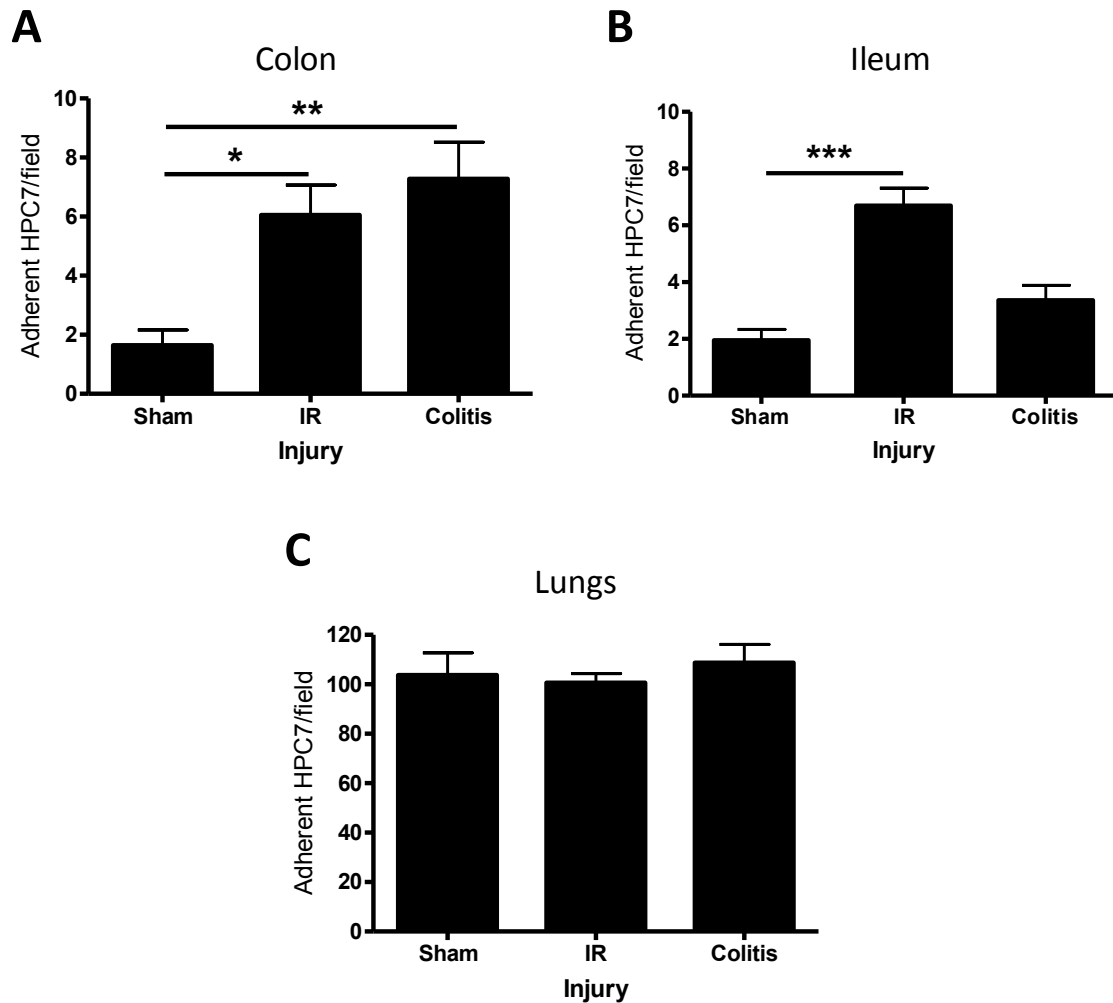 A
Colon
Adherent HPC7/field
10
8
6
4
2
0
**
*
Sham IR Colitis
Injury
B
Ileum
Adherent HPC7/field
10
8
6
4
2
0
***
Sham IR Colitis
Injury
C
Lungs
Adherent HPC7/field
120
100
80
60
40
20
0
Sham IR Colitis
Injury